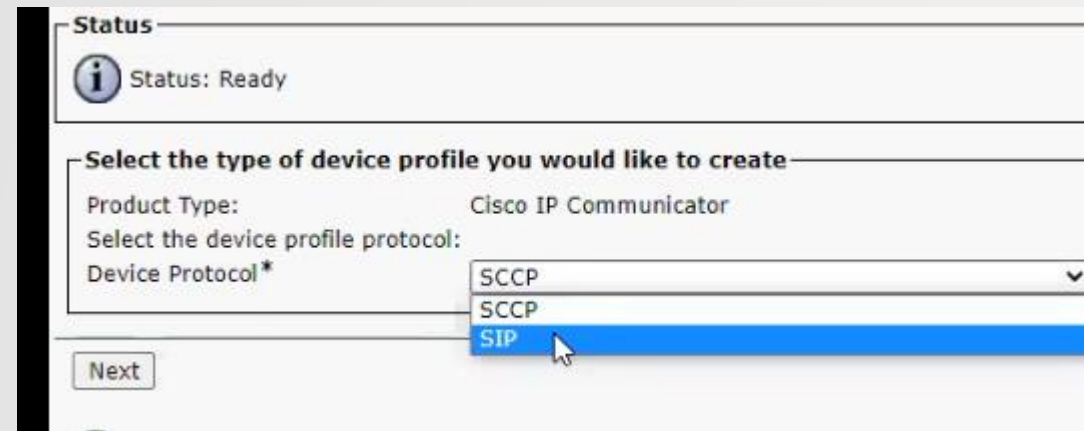 Status
Status: Ready
Select the type of device profile you would like to create
Product Type: Cisco IP Communicator
Select the device profile protocol:
Device Protocol* SCCP
SCCP
SIP
Next